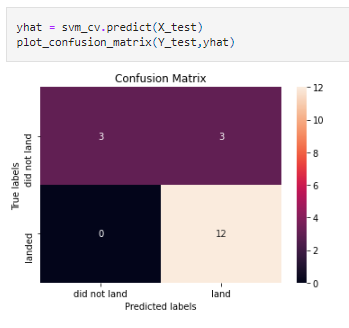 yhat = svm_cv.predict(X_test)
plot_confusion_matrix(Y_test,yhat)
Confusion Matrix
True labels
did not land
landed
3
3
0
12
did not land
land
Predicted labels
12
10
8
6
4
2
0